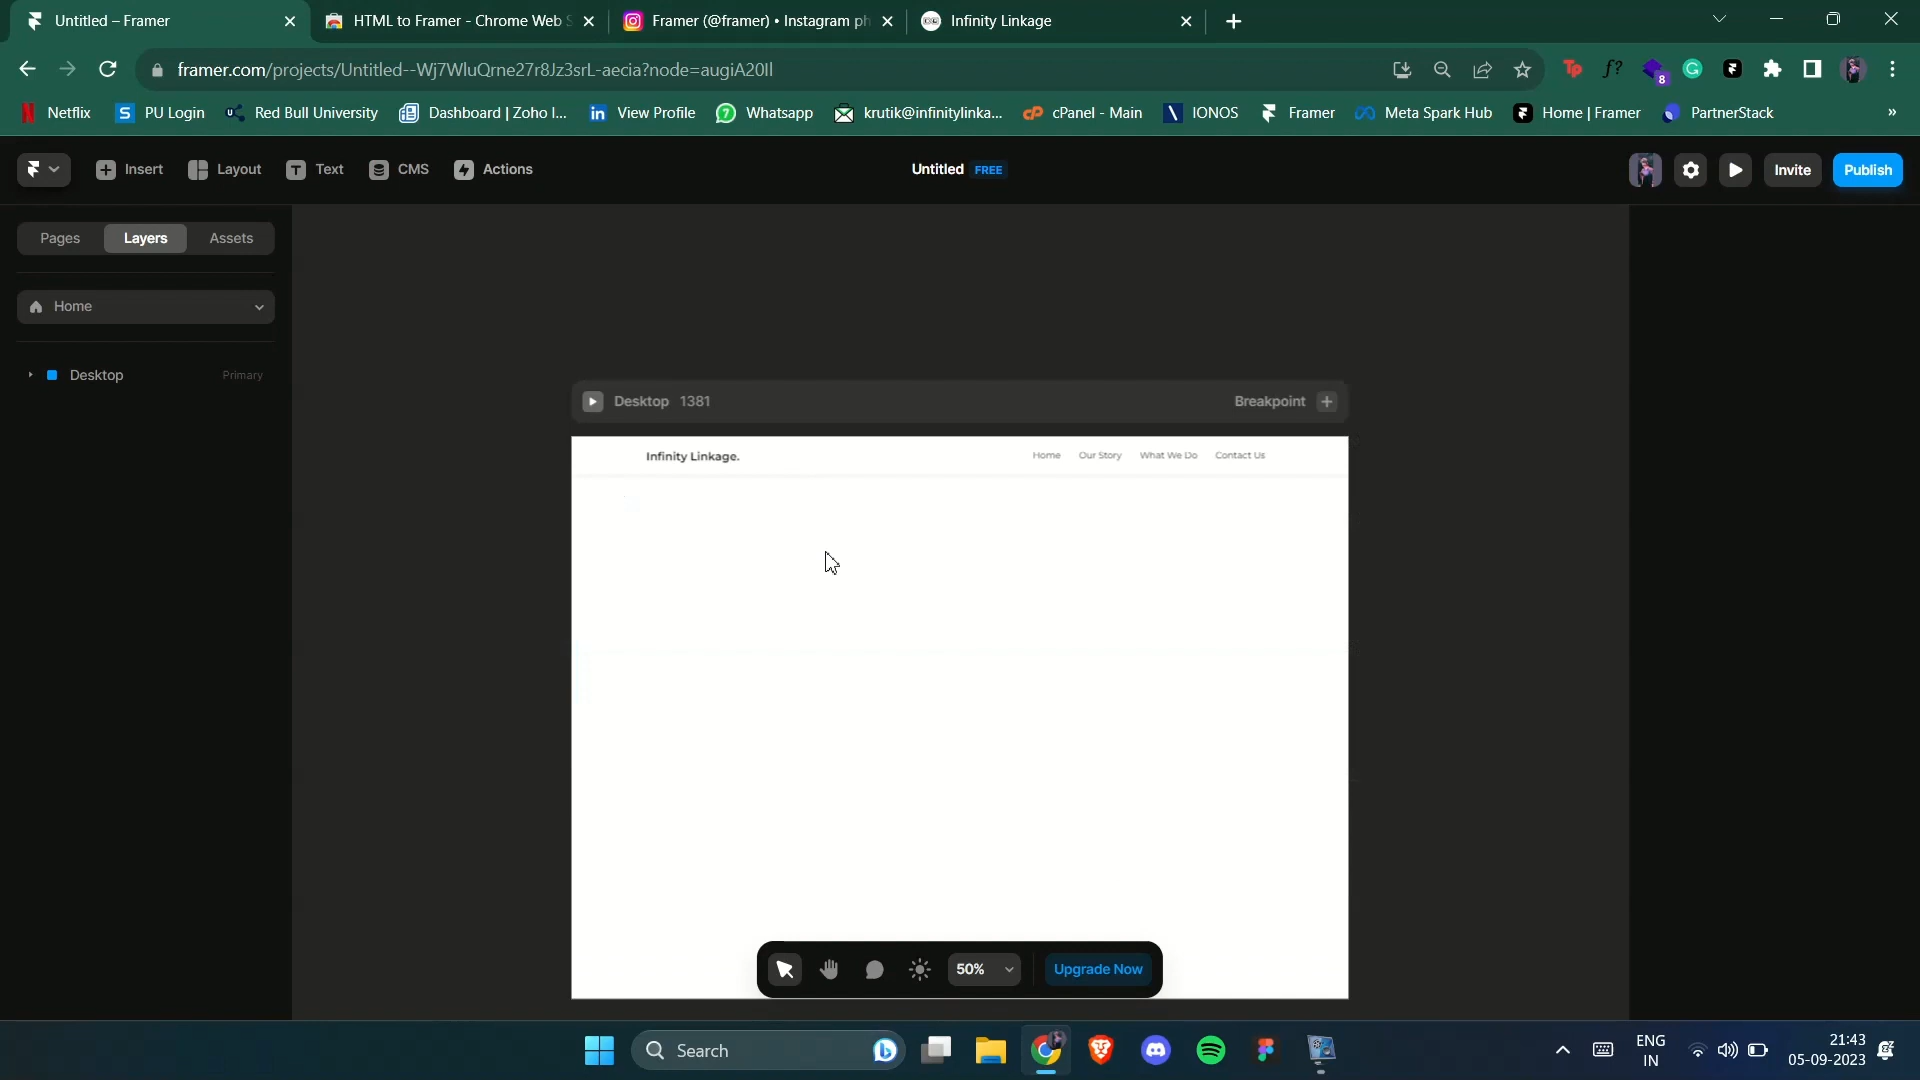 Untitled – Framer
HTML to Framer - Chrome Web S
Framer (@framer) • Instagram ph
Infinity Linkage
framer.com/projects/Untitled--Wj7WluQrne27r8Jz3srL-aecia?node=augiA20Il
8
Netflix
PU Login
Red Bull University
Dashboard | Zoho I...
View Profile
7
Whatsapp
krutik@infinitylinka...
cPanel - Main
IONOS
Framer
Meta Spark Hub
Home | Framer
PartnerStack
»
Insert
Layout
Text
CMS
Actions
Untitled FREE
Invite
Publish
Pages
Layers
Assets
Home
Desktop
Primary
Desktop 1381
Breakpoint
Infinity Linkage.
Home
Our Story
What We Do
Contact Us
50%
Upgrade Now
Search
ENG
IN
21:43
05-09-2023